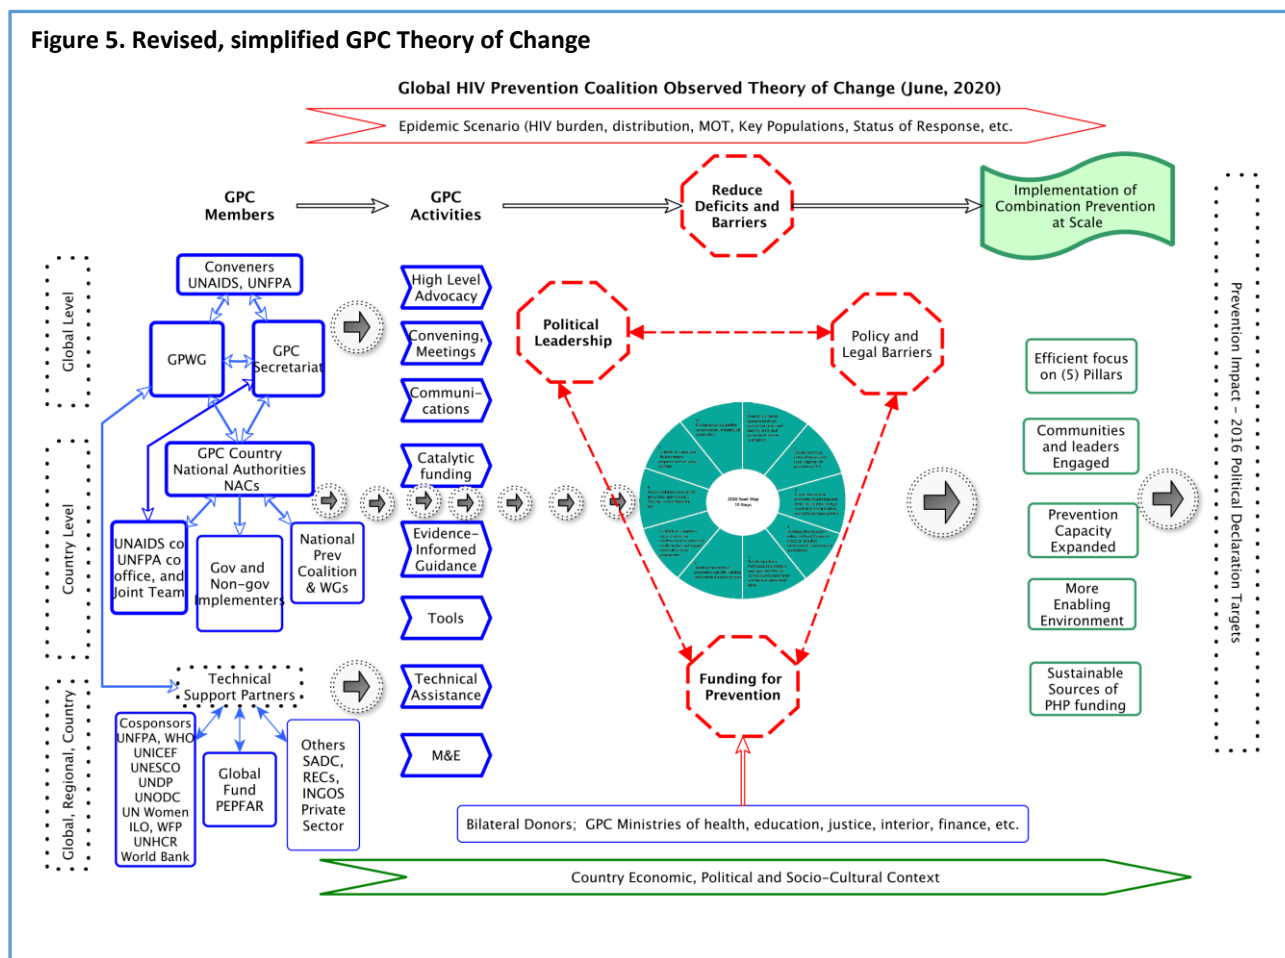 Figure 5. Revised, simplified GPC Theory of Change
Global HIV Prevention Coalition Observed Theory of Change (June, 2020)
Epidemic Scenario (HIV burden, distribution, MOT, Key Populations, Status of Response, etc.
GPC
Members
GPC
Activities
Reduce
Deficits and
Barriers
Implementation of
Combination Prevention
at Scale
Global Level
Country Level
Global, Regional, Country
Conveners
UNAIDS, UNFPA
GPWG
GPC
Secretariat
GPC Country
National Authorities
NACs
UNAIDS co
UNFPA co
office, and
Joint Team
Gov and
Non-gov
Implementers
National
Prev
Coalition
& WGs
Technical
Support Partners
Cosponsors
UNFPA, WHO
UNICEF
UNESCO
UNDP
UNODC
UN Women
ILO, WFP
UNHCR
World Bank
Global
Fund
PEPFAR
Others
SADC,
RECs,
INGOS
Private
Sector
High Level
Advocacy
Convening,
Meetings
Communi-
cations
Catalytic
funding
Evidence-
Informed
Guidance
Tools
Technical
Assistance
M&E
Political
Leadership
Policy and
Legal Barriers
2020 Road Map
10 Steps
Funding for
Prevention
Bilateral Donors; GPC Ministries of health, education, justice, interior, finance, etc.
Efficient focus
on (5) Pillars
Communities
and leaders
Engaged
Prevention
Capacity
Expanded
More
Enabling
Environment
Sustainable
Sources of
PHP funding
Prevention Impact – 2016 Political Declaration Targets
Country Economic, Political and Socio-Cultural Context